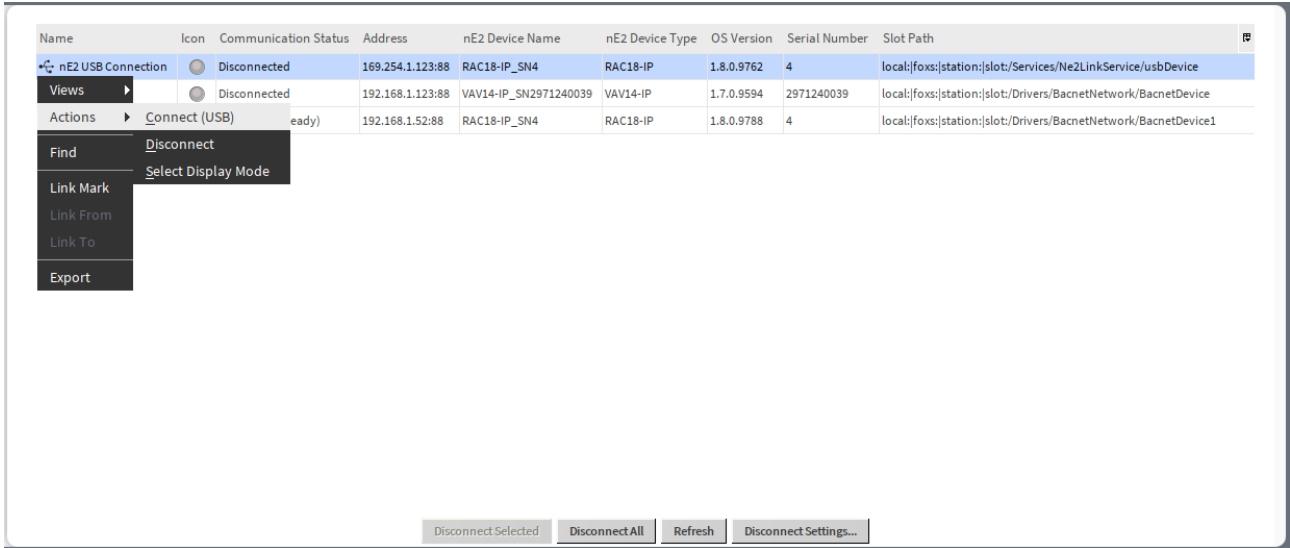 Name Icon Communication Status Address nE2 Device Name nE2 Device Type OS Version Serial Number Slot Path
nE2 USB Connection Disconnected 169.254.1.123:88 RAC18-IP_SN4 RAC18-IP 1.8.0.9762 4 local:|foxs:|station:|slot:/Services/Ne2LinkService/usbDevice
Views Disconnected 192.168.1.123:88 VAV14-IP_SN2971240039 VAV14-IP 1.7.0.9594 2971240039 local:|foxs:|station:|slot:/Drivers/BacnetNetwork/BacnetDevice
Actions Connect (USB) eady) 192.168.1.52:88 RAC18-IP_SN4 RAC18-IP 1.8.0.9788 4 local:|foxs:|station:|slot:/Drivers/BacnetNetwork/BacnetDevice1
Disconnect
Find
Select Display Mode
Link Mark
Link From
Link To
Export
Disconnect Selected Disconnect All Refresh Disconnect Settings...